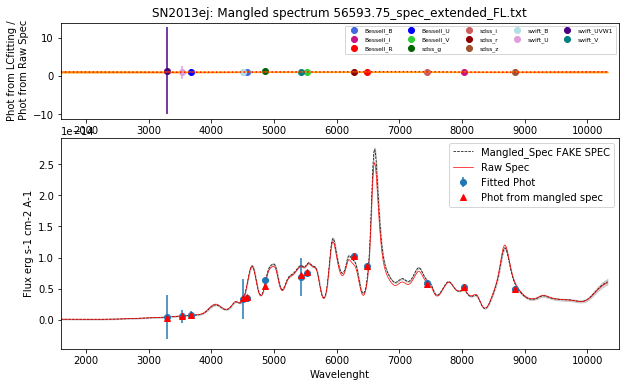 SN2013ej: Mangled spectrum 56593.75_spec_extended_FL.txt
Phot from LCfitting /
Phot from Raw Spec
10
0
−10
Bessell_B
Bessell_I
Bessell_R
Bessell_U
Bessell_V
sdss_g
sdss_i
sdss_r
sdss_z
swift_B
swift_U
swift_UVW1
swift_V
2000 3000 4000 5000 6000 7000 8000 9000 10000
1e−14
Flux erg s-1 cm-2 A-1
2.5
2.0
1.5
1.0
0.5
0.0
Mangled_Spec FAKE SPEC
Raw Spec
Fitted Phot
Phot from mangled spec
2000 3000 4000 5000 6000 7000 8000 9000 10000
Wavelenght